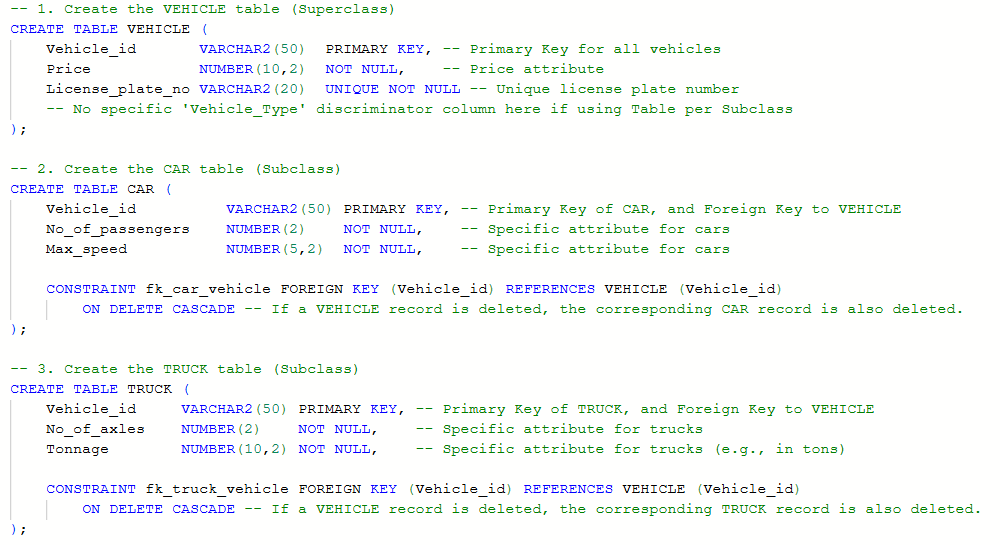 -- 1. Create the VEHICLE table (Superclass)
CREATE TABLE VEHICLE (
    Vehicle_id       VARCHAR2(50)  PRIMARY KEY, -- Primary Key for all vehicles
    Price            NUMBER(10,2)  NOT NULL,    -- Price attribute
    License_plate_no VARCHAR2(20)  UNIQUE NOT NULL -- Unique license plate number
    -- No specific 'Vehicle_Type' discriminator column here if using Table per Subclass
);

-- 2. Create the CAR table (Subclass)
CREATE TABLE CAR (
    Vehicle_id          VARCHAR2(50) PRIMARY KEY, -- Primary Key of CAR, and Foreign Key to VEHICLE
    No_of_passengers    NUMBER(2)    NOT NULL,    -- Specific attribute for cars
    Max_speed           NUMBER(5,2)  NOT NULL,    -- Specific attribute for cars

    CONSTRAINT fk_car_vehicle FOREIGN KEY (Vehicle_id) REFERENCES VEHICLE (Vehicle_id)
        ON DELETE CASCADE -- If a VEHICLE record is deleted, the corresponding CAR record is also deleted.
);

-- 3. Create the TRUCK table (Subclass)
CREATE TABLE TRUCK (
    Vehicle_id     VARCHAR2(50) PRIMARY KEY, -- Primary Key of TRUCK, and Foreign Key to VEHICLE
    No_of_axles    NUMBER(2)    NOT NULL,    -- Specific attribute for trucks
    Tonnage        NUMBER(10,2) NOT NULL,    -- Specific attribute for trucks (e.g., in tons)

    CONSTRAINT fk_truck_vehicle FOREIGN KEY (Vehicle_id) REFERENCES VEHICLE (Vehicle_id)
        ON DELETE CASCADE -- If a VEHICLE record is deleted, the corresponding TRUCK record is also deleted.
);